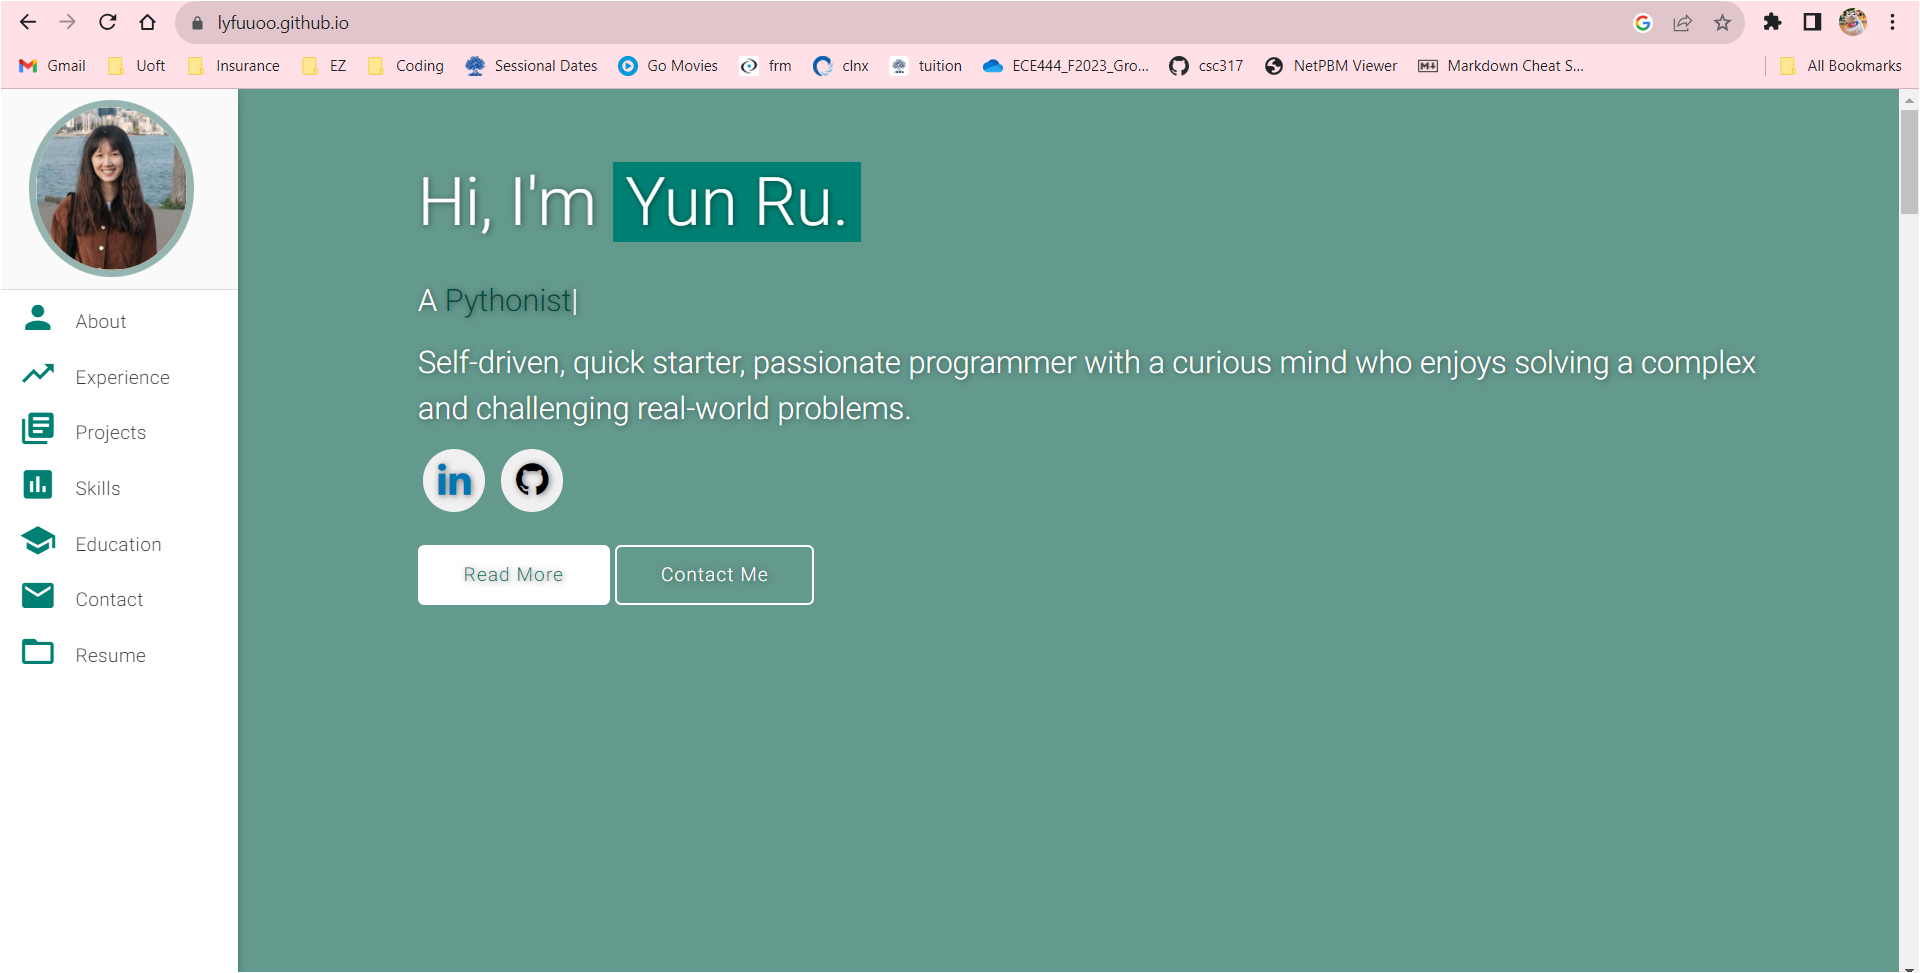 lyfuuoo.github.io
Gmail Uoft Insurance EZ Coding Sessional Dates Go Movies frm clnx tuition ECE444_F2023_Gro... csc317 NetPBM Viewer Markdown Cheat S... All Bookmarks
About
Experience
Projects
Skills
Education
Contact
Resume
Hi, I'm Yun Ru.
A Pythonist|
Self-driven, quick starter, passionate programmer with a curious mind who enjoys solving a complex
and challenging real-world problems.
in
Read More Contact Me